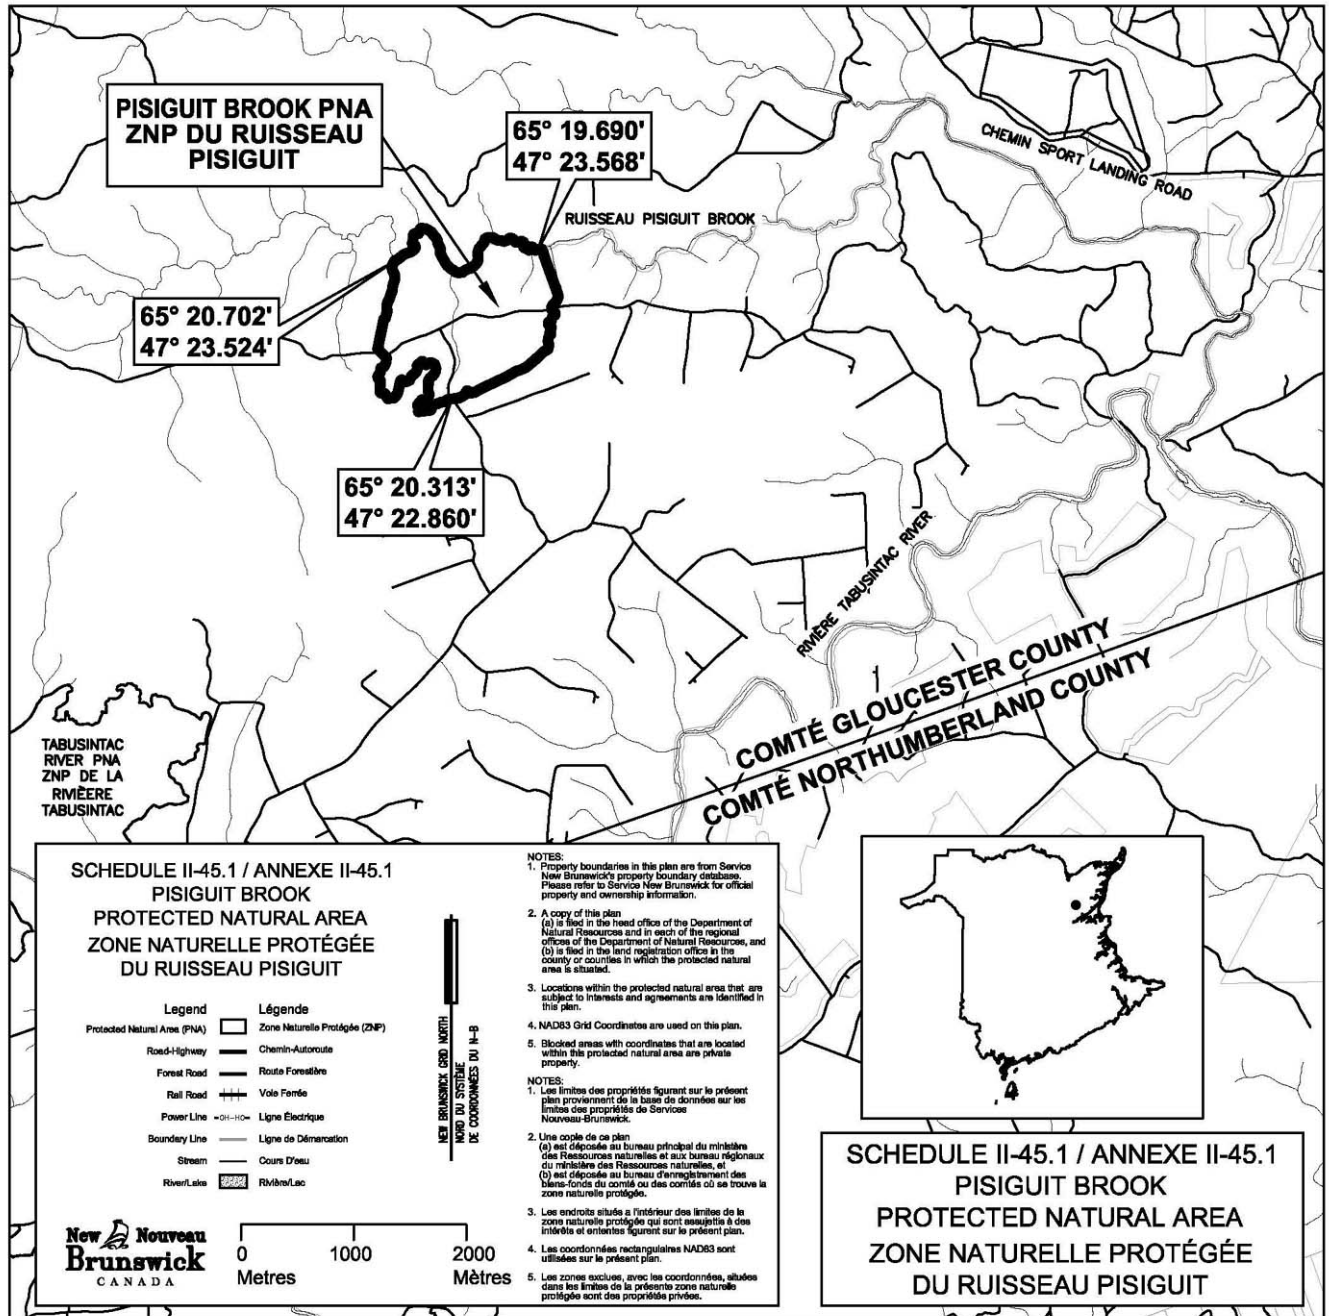 PISIGUIT BROOK PNA
ZNP DU RUISSEAU
PISIGUIT
65° 19.690'
47° 23.568'
CHEMIN SPORT LANDING ROAD
RUISSEAU PISIGUIT BROOK
65° 20.702'
47° 23.524'
65° 20.313'
47° 22.860'
RIVIÈRE TABUSINTAC RIVER
COMTÉ GLOUCESTER COUNTY
COMTÉ NORTHUMBERLAND COUNTY
TABUSINTAC
RIVER PNA
ZNP DE LA
RIVIÈERE
TABUSINTAC
SCHEDULE II-45.1 / ANNEXE II-45.1
PISIGUIT BROOK
PROTECTED NATURAL AREA
ZONE NATURELLE PROTÉGÉE
DU RUISSEAU PISIGUIT
Legend Légende
Protected Natural Area (PNA) Zone Naturelle Protégée (ZNP)
Road-Highway Chemin-Autoroute
Forest Road Route Forestière
Rail Road Voie Ferrée
Power Line -OH-HO- Ligne Électrique
Boundary Line Ligne de Démarcation
Stream Cours D'eau
River/Lake Rivière/Lac
NEW BRUNSWICK GRID NORTH
NORD DU SYSTÈME
DE COORDONNÉES DU N-B
New Nouveau
Brunswick
CANADA
0 1000 2000
Metres Mètres
NOTES:
1. Property boundaries in this plan are from Service
New Brunswick's property boundary database.
Please refer to Service New Brunswick for official
property and ownership information.
2. A copy of this plan
(a) is filed in the head office of the Department of
Natural Resources and in each of the regional
offices of the Department of Natural Resources, and
(b) is filed in the land registration office in the
county or counties in which the protected natural
area is situated.
3. Locations within the protected natural area that are
subject to interests and agreements are identified in
this plan.
4. NAD83 Grid Coordinates are used on this plan.
5. Blocked areas with coordinates that are located
within this protected natural area are private
property.
NOTES:
1. Les limites des propriétés figurant sur le présent
plan proviennent de la base de données sur les
limites des propriétés de Services
Nouveau-Brunswick.
2. Une copie de ce plan
(a) est déposée au bureau principal du ministère
des Ressources naturelles et aux bureau régionaux
du ministère des Ressources naturelles, et
(b) est déposée au bureau d'enregistrement des
biens-fonds du comté ou des comtés où se trouve la
zone naturelle protégée.
3. Les endroits situés a l'intérieur des limites de la
zone naturelle protégée qui sont assujettis à des
intérêts et ententes figurent sur le présent plan.
4. Les coordonnées rectangulaires NAD83 sont
utilisées sur le présent plan.
5. Les zones exclues, avec les coordonnées, situées
dans les limites de la présente zone naturelle
protégée sont des propriétés privées.
SCHEDULE II-45.1 / ANNEXE II-45.1
PISIGUIT BROOK
PROTECTED NATURAL AREA
ZONE NATURELLE PROTÉGÉE
DU RUISSEAU PISIGUIT